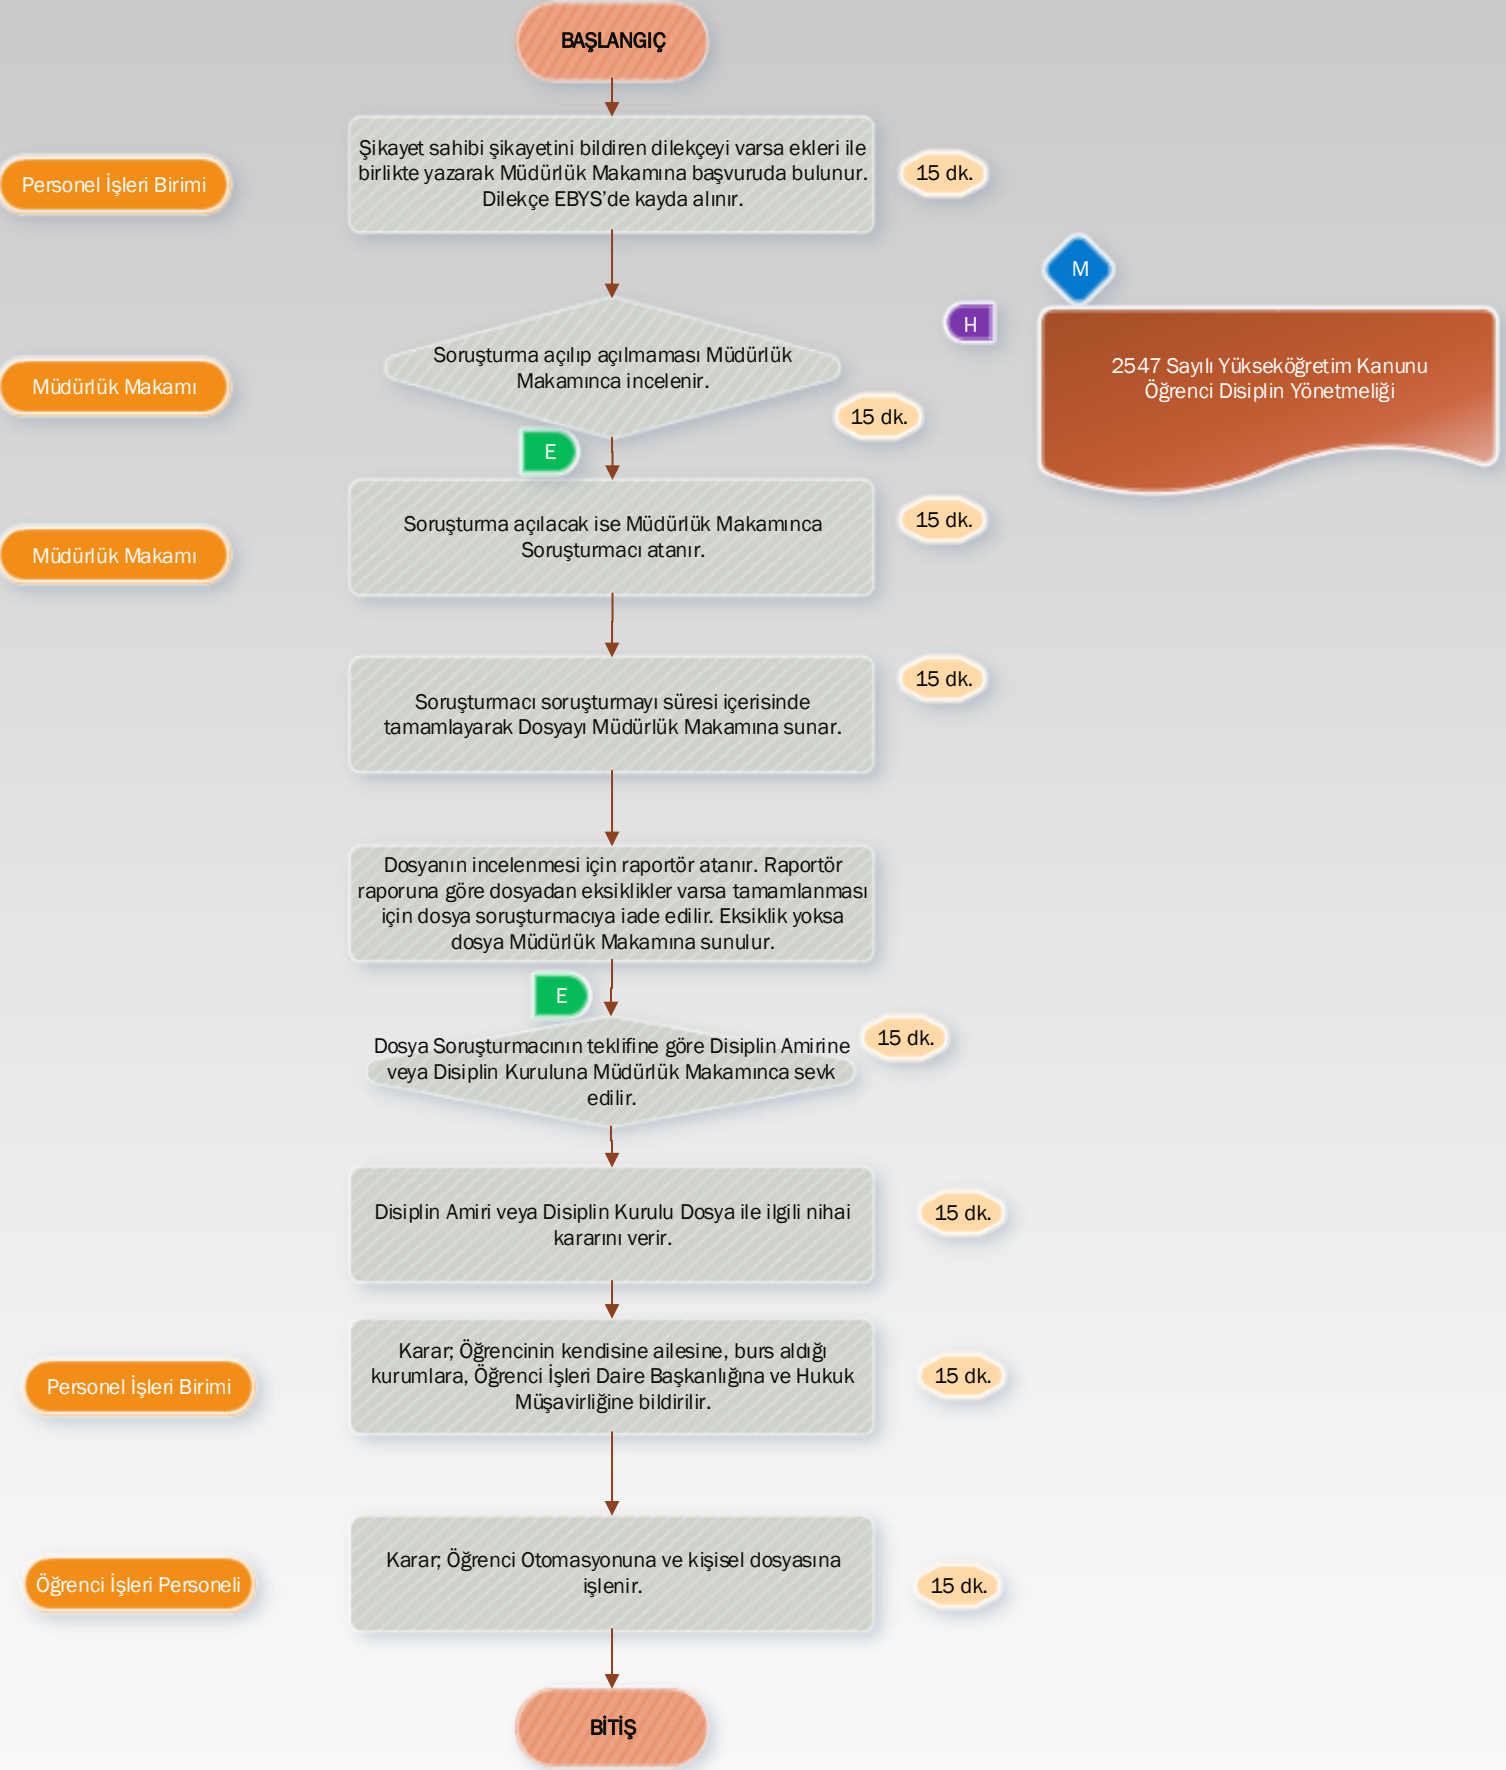 BAŞLANGIÇ
Personel İşleri Birimi
Şikayet sahibi şikayetini bildiren dilekçeyi varsa ekleri ile
birlikte yazarak Müdürlük Makamına başvuruda bulunur.
Dilekçe EBYS’de kayda alınır.
15 dk.
M
H
2547 Sayılı Yükseköğretim Kanunu
Öğrenci Disiplin Yönetmeliği
Müdürlük Makamı
Soruşturma açılıp açılmaması Müdürlük
Makamınca incelenir.
15 dk.
E
Müdürlük Makamı
Soruşturma açılacak ise Müdürlük Makamınca
Soruşturmacı atanır.
15 dk.
Soruşturmacı soruşturmayı süresi içerisinde
tamamlayarak Dosyayı Müdürlük Makamına sunar.
15 dk.
Dosyanın incelenmesi için raportör atanır. Raportör
raporuna göre dosyadan eksiklikler varsa tamamlanması
için dosya soruşturmacıya iade edilir. Eksiklik yoksa
dosya Müdürlük Makamına sunulur.
E
Dosya Soruşturmacının teklifine göre Disiplin Amirine
veya Disiplin Kuruluna Müdürlük Makamınca sevk
edilir.
15 dk.
Disiplin Amiri veya Disiplin Kurulu Dosya ile ilgili nihai
kararını verir.
15 dk.
Personel İşleri Birimi
Karar; Öğrencinin kendisine ailesine, burs aldığı
kurumlara, Öğrenci İşleri Daire Başkanlığına ve Hukuk
Müşavirliğine bildirilir.
15 dk.
Öğrenci İşleri Personeli
Karar; Öğrenci Otomasyonuna ve kişisel dosyasına
işlenir.
15 dk.
BİTİŞ